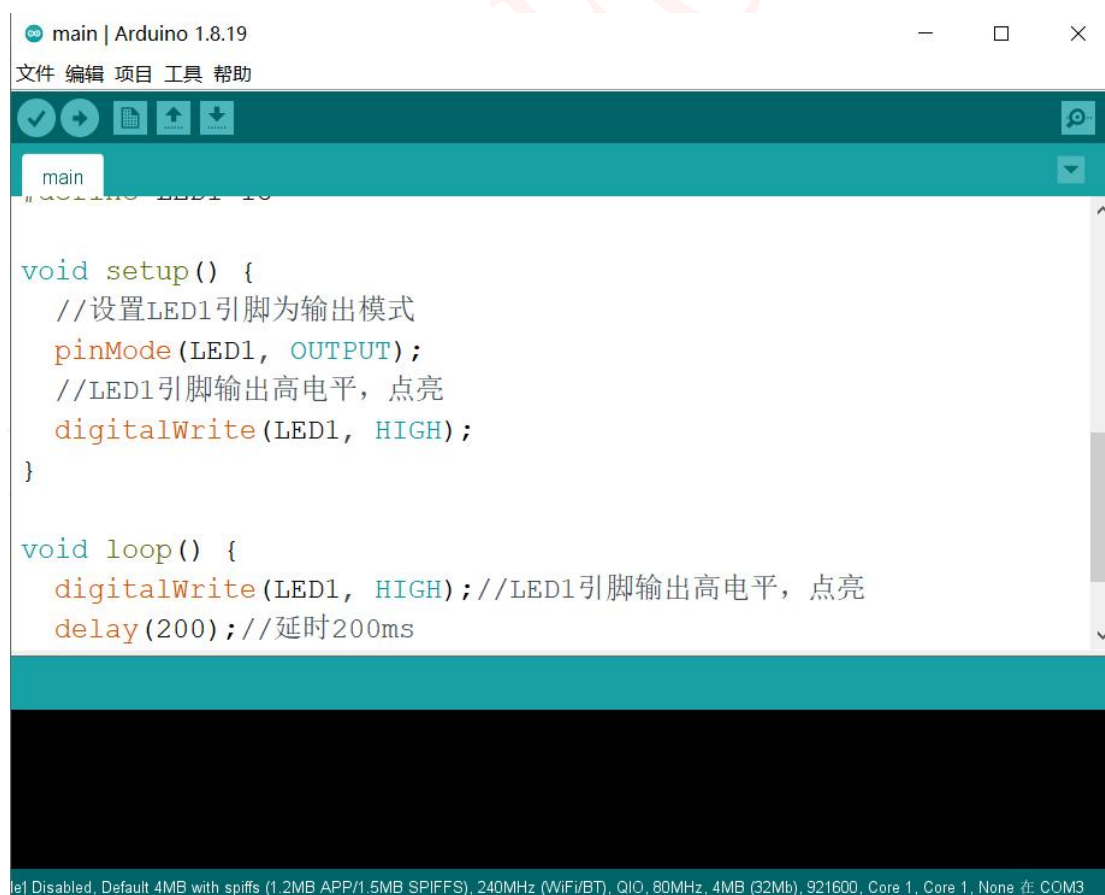 main | Arduino 1.8.19
文件 编辑 项目 工具 帮助
main
void setup() {
//设置LED1引脚为输出模式
pinMode(LED1, OUTPUT);
//LED1引脚输出高电平，点亮
digitalWrite(LED1, HIGH);
}
void loop() {
digitalWrite(LED1, HIGH);//LED1引脚输出高电平，点亮
delay(200);//延时200ms
Disabled, Default 4MB with spiffs (1.2MB APP/1.5MB SPIFFS), 240MHz (WiFi/BT), QIO, 80MHz, 4MB (32Mb), 921600, Core 1, Core 1, None 在 COM3